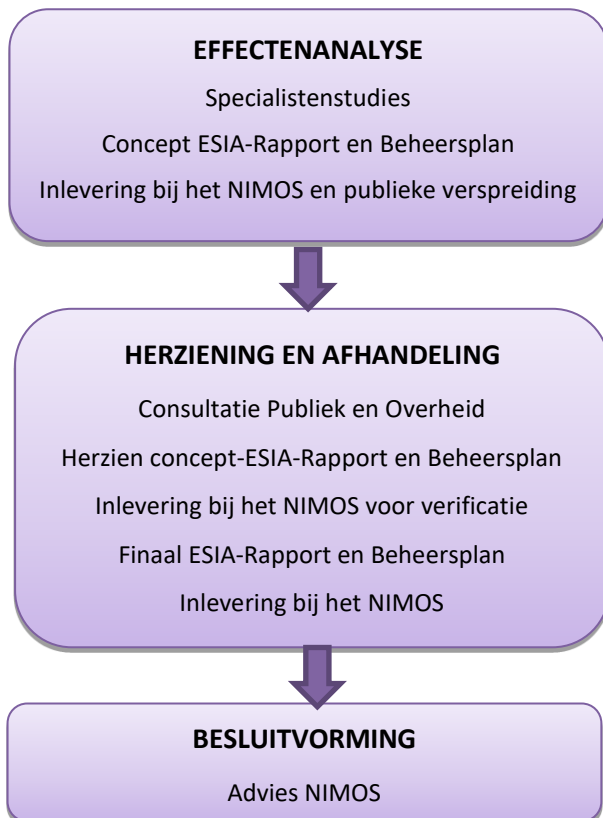 EFFECTENANALYSE
Specialistenstudies
Concept ESIA-Rapport en Beheersplan
Inlevering bij het NIMOS en publieke verspreiding
HERZIENING EN AFHANDELING
Consultatie Publiek en Overheid
Herzien concept-ESIA-Rapport en Beheersplan
Inlevering bij het NIMOS voor verificatie
Finaal ESIA-Rapport en Beheersplan
Inlevering bij het NIMOS
BESLUITVORMING
Advies NIMOS